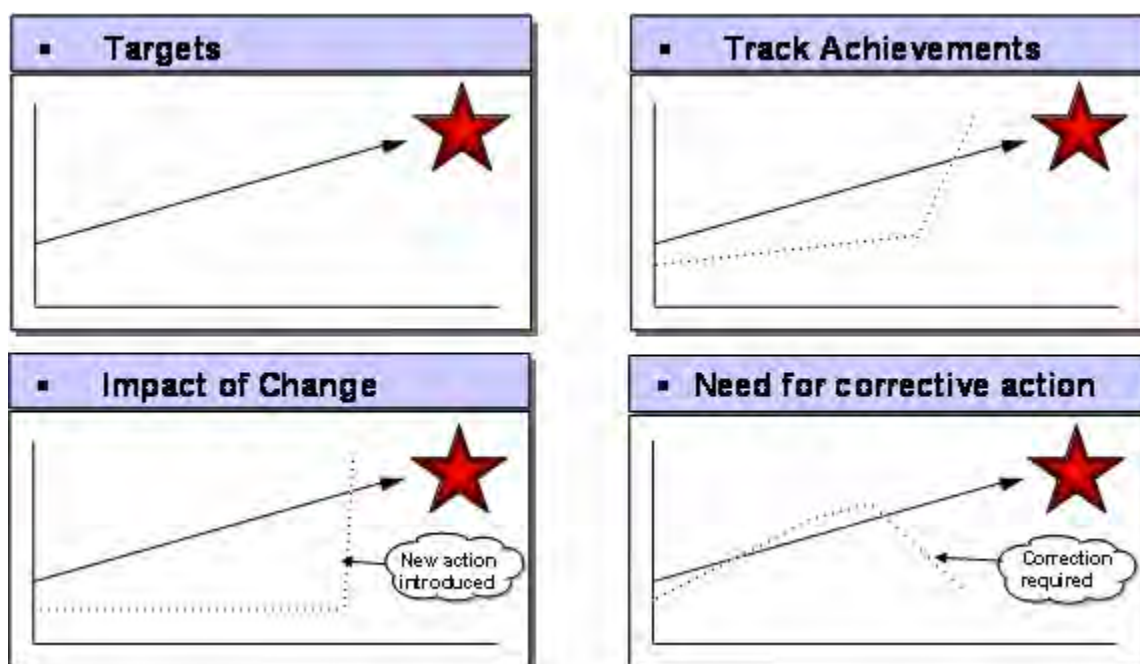 ▪ Targets
▪ Track Achievements
▪ Impact of Change
New action
introduced
▪ Need for corrective action
Correction
required